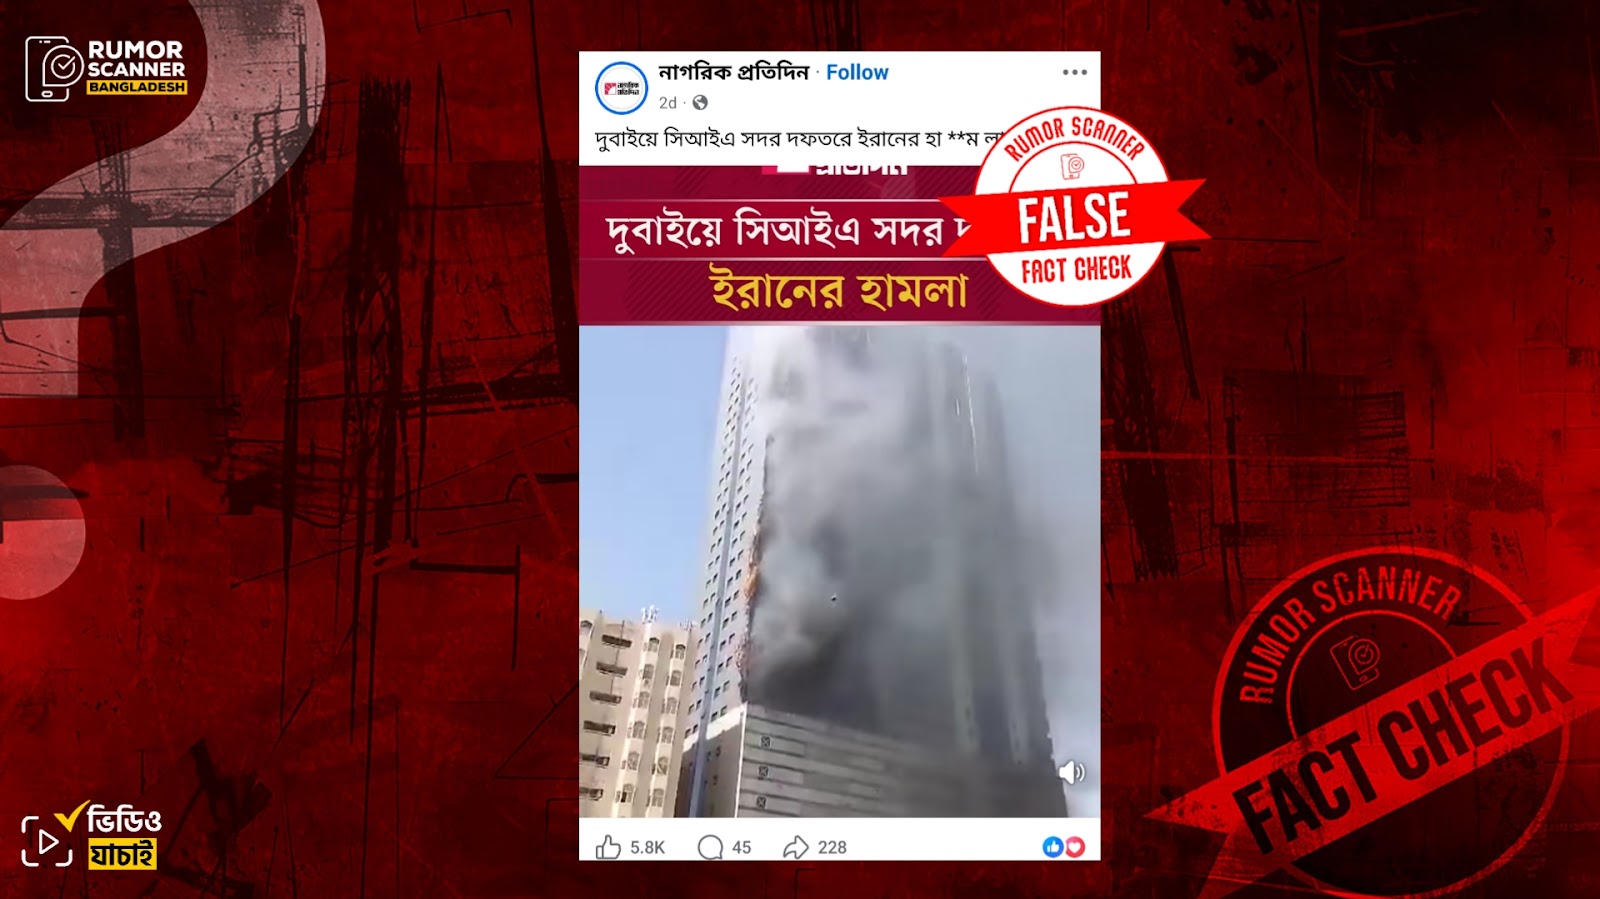 RUMOR
SCANNER
BANGLADESH
নাগরিক প্রতিদিন · Follow
2d ·
দুবাইয়ে সিআইএ সদর দফতরে ইরানের হা **ম
RUMOR SCANNER
FALSE
FACT CHECK
প্রতিদিন
দুবাইয়ে সিআইএ সদর
ইরানের হামলা
5.8K 45 228
ভিডিও
যাচাই
RUMOR SCANNER
FACT CHECK